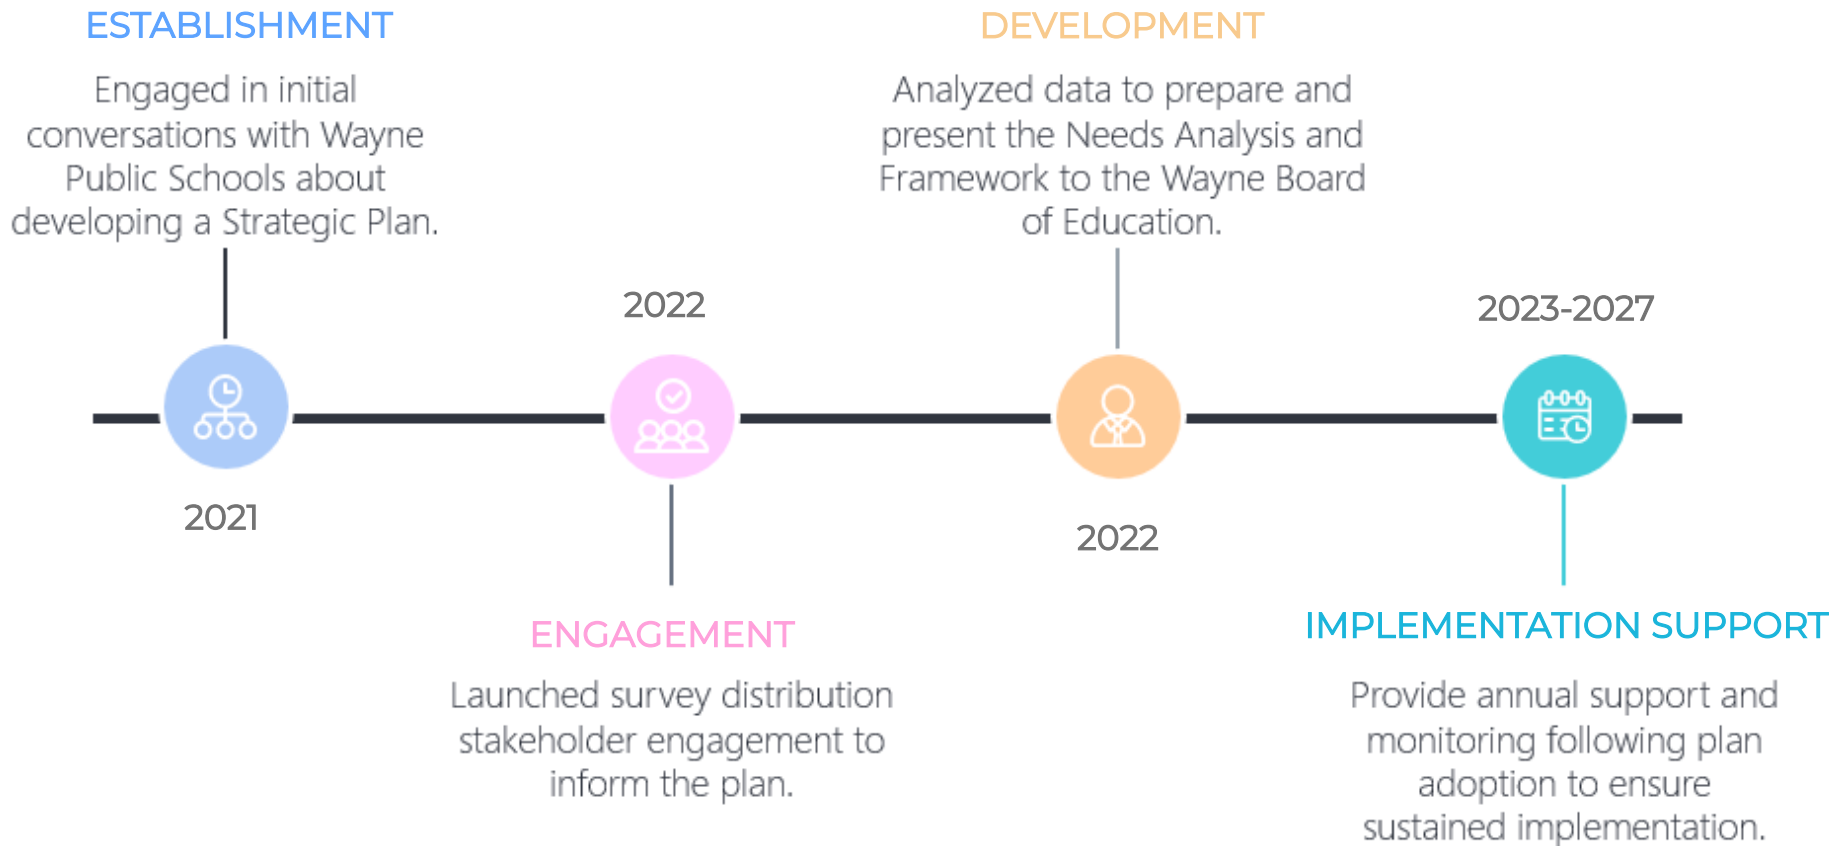 ESTABLISHMENT
Engaged in initial
conversations with Wayne
Public Schools about
developing a Strategic Plan.
2021
2022
ENGAGEMENT
Launched survey distribution
stakeholder engagement to
inform the plan.
DEVELOPMENT
Analyzed data to prepare and
present the Needs Analysis and
Framework to the Wayne Board
of Education.
2022
2023-2027
IMPLEMENTATION SUPPORT
Provide annual support and
monitoring following plan
adoption to ensure
sustained implementation.